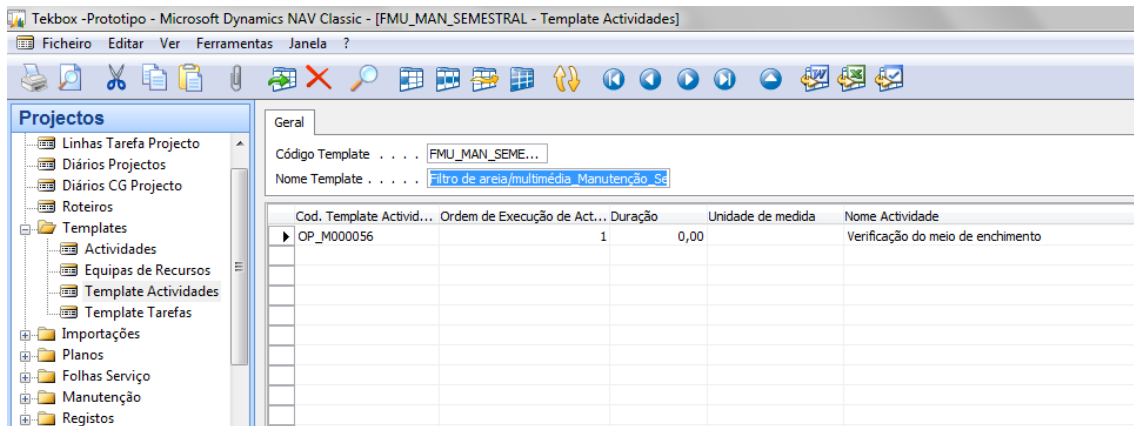 Tekbox -Prototipo - Microsoft Dynamics NAV Classic - [FMU_MAN_SEMESTRAL - Template Actividades]
Ficheiro Editar Ver Ferramentas Janela ?
Projectos
Linhas Tarefa Projecto
Diários Projectos
Diários CG Projecto
Roteiros
Templates
Actividades
Equipas de Recursos
Template Actividades
Template Tarefas
Importações
Planos
Folhas Serviço
Manutenção
Registos
Geral
Código Template . . . . FMU_MAN_SEME...
Nome Template . . . . . Filtro de areia/multimédia_Manutenção_Se
Cod. Template Activid... Ordem de Execução de Act... Duração Unidade de medida Nome Actividade
OP_M000056 1 0,00 Verificação do meio de enchimento